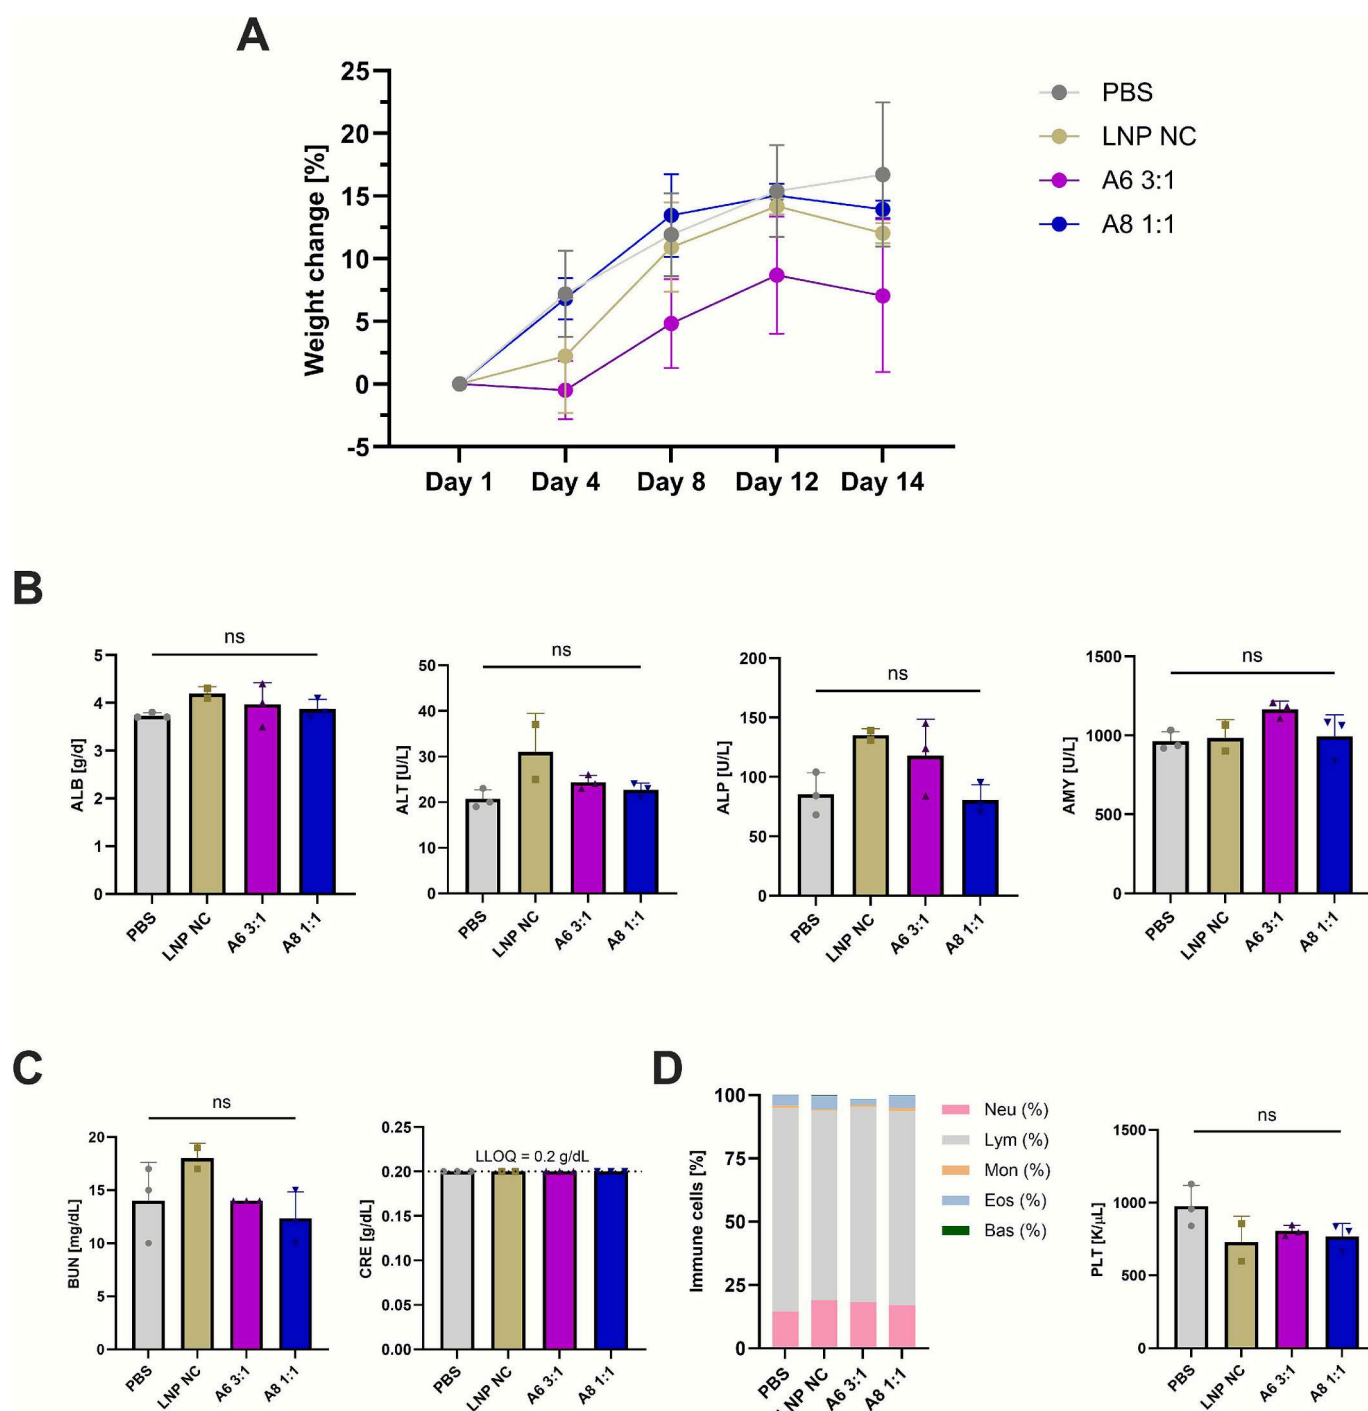 A
Weight change [%]
25
20
15
10
5
0
-5
Day 1 Day 4 Day 8 Day 12 Day 14
PBS
LNP NC
A6 3:1
A8 1:1
B
ns
ALB [g/d]
5
4
3
2
1
0
PBS LNP NC A6 3:1 A8 1:1
ns
ALT [U/L]
50
40
30
20
10
0
PBS LNP NC A6 3:1 A8 1:1
ns
ALP [U/L]
200
150
100
50
0
PBS LNP NC A6 3:1 A8 1:1
ns
AMY [U/L]
1500
1000
500
0
PBS LNP NC A6 3:1 A8 1:1
C
ns
BUN [mg/dL]
20
15
10
5
0
PBS LNP NC A6 3:1 A8 1:1
CRE [g/dL]
0.25
0.20
0.15
0.10
0.05
0.00
LLOQ = 0.2 g/dL
PBS LNP NC A6 3:1 A8 1:1
D
Immune cells [%]
100
75
50
25
0
PBS LNP NC A6 3:1 A8 1:1
Neu (%)
Lym (%)
Mon (%)
Eos (%)
Bas (%)
ns
PLT [K/μL]
1500
1000
500
0
PBS LNP NC A6 3:1 A8 1:1